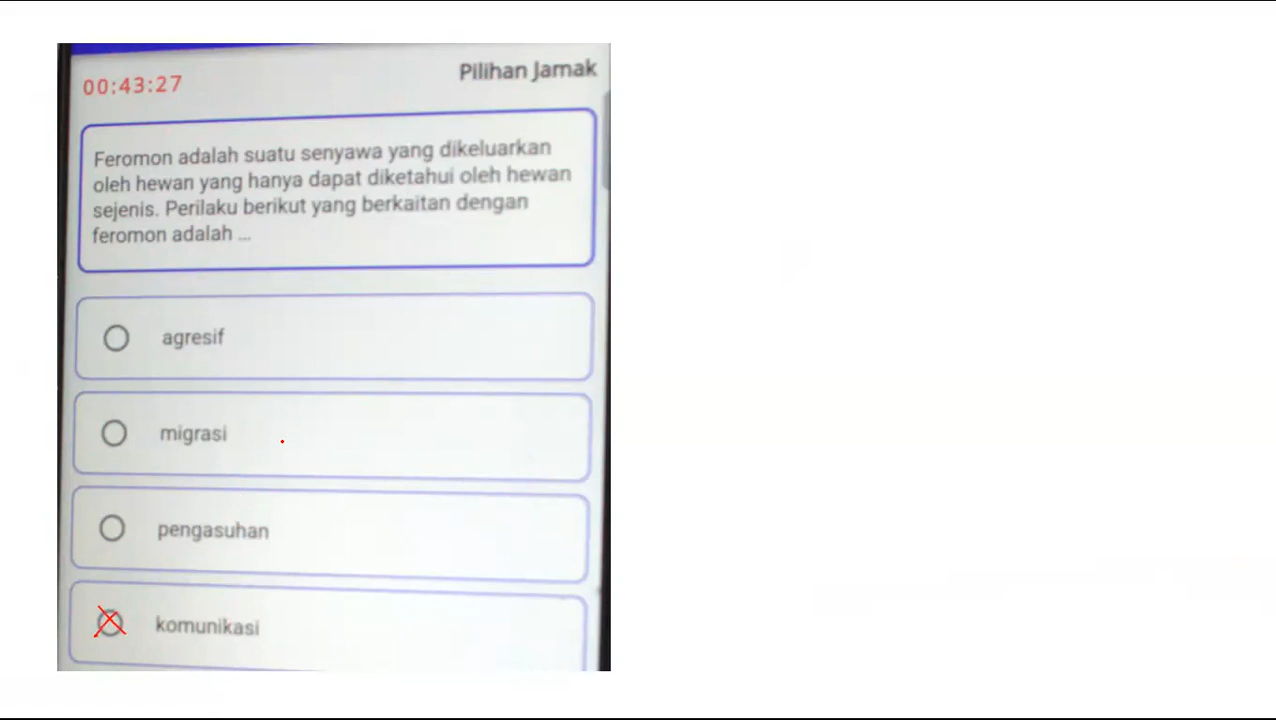 00:43:27
Pilihan Jamak
Feromon adalah suatu senyawa yang dikeluarkan
oleh hewan yang hanya dapat diketahui oleh hewan
sejenis. Perilaku berikut yang berkaitan dengan
feromon adalah ...
agresif
migrasi
pengasuhan
komunikasi